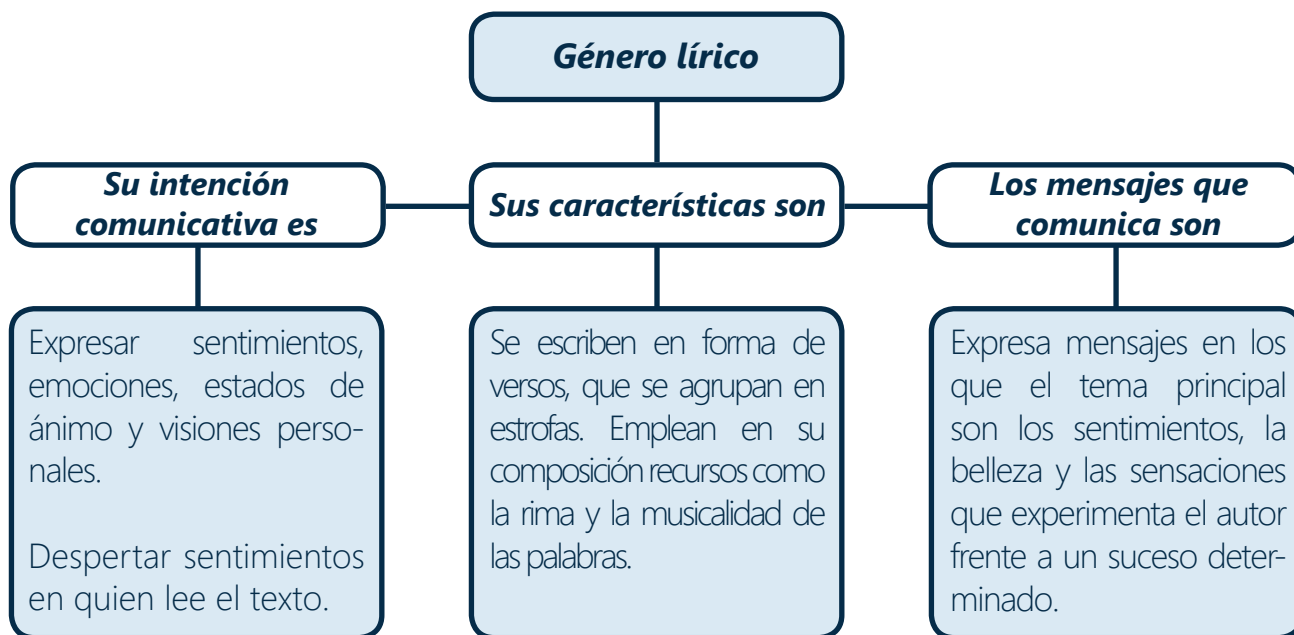 Género lírico
Su intención
comunicativa es
Sus características son
Los mensajes que
comunica son
Expresar sentimientos,
emociones, estados de
ánimo y visiones perso-
nales.
Despertar sentimientos
en quien lee el texto.
Se escriben en forma de
versos, que se agrupan en
estrofas. Emplean en su
composición recursos como
la rima y la musicalidad de
las palabras.
Expresa mensajes en los
que el tema principal
son los sentimientos, la
belleza y las sensaciones
que experimenta el autor
frente a un suceso deter-
minado.